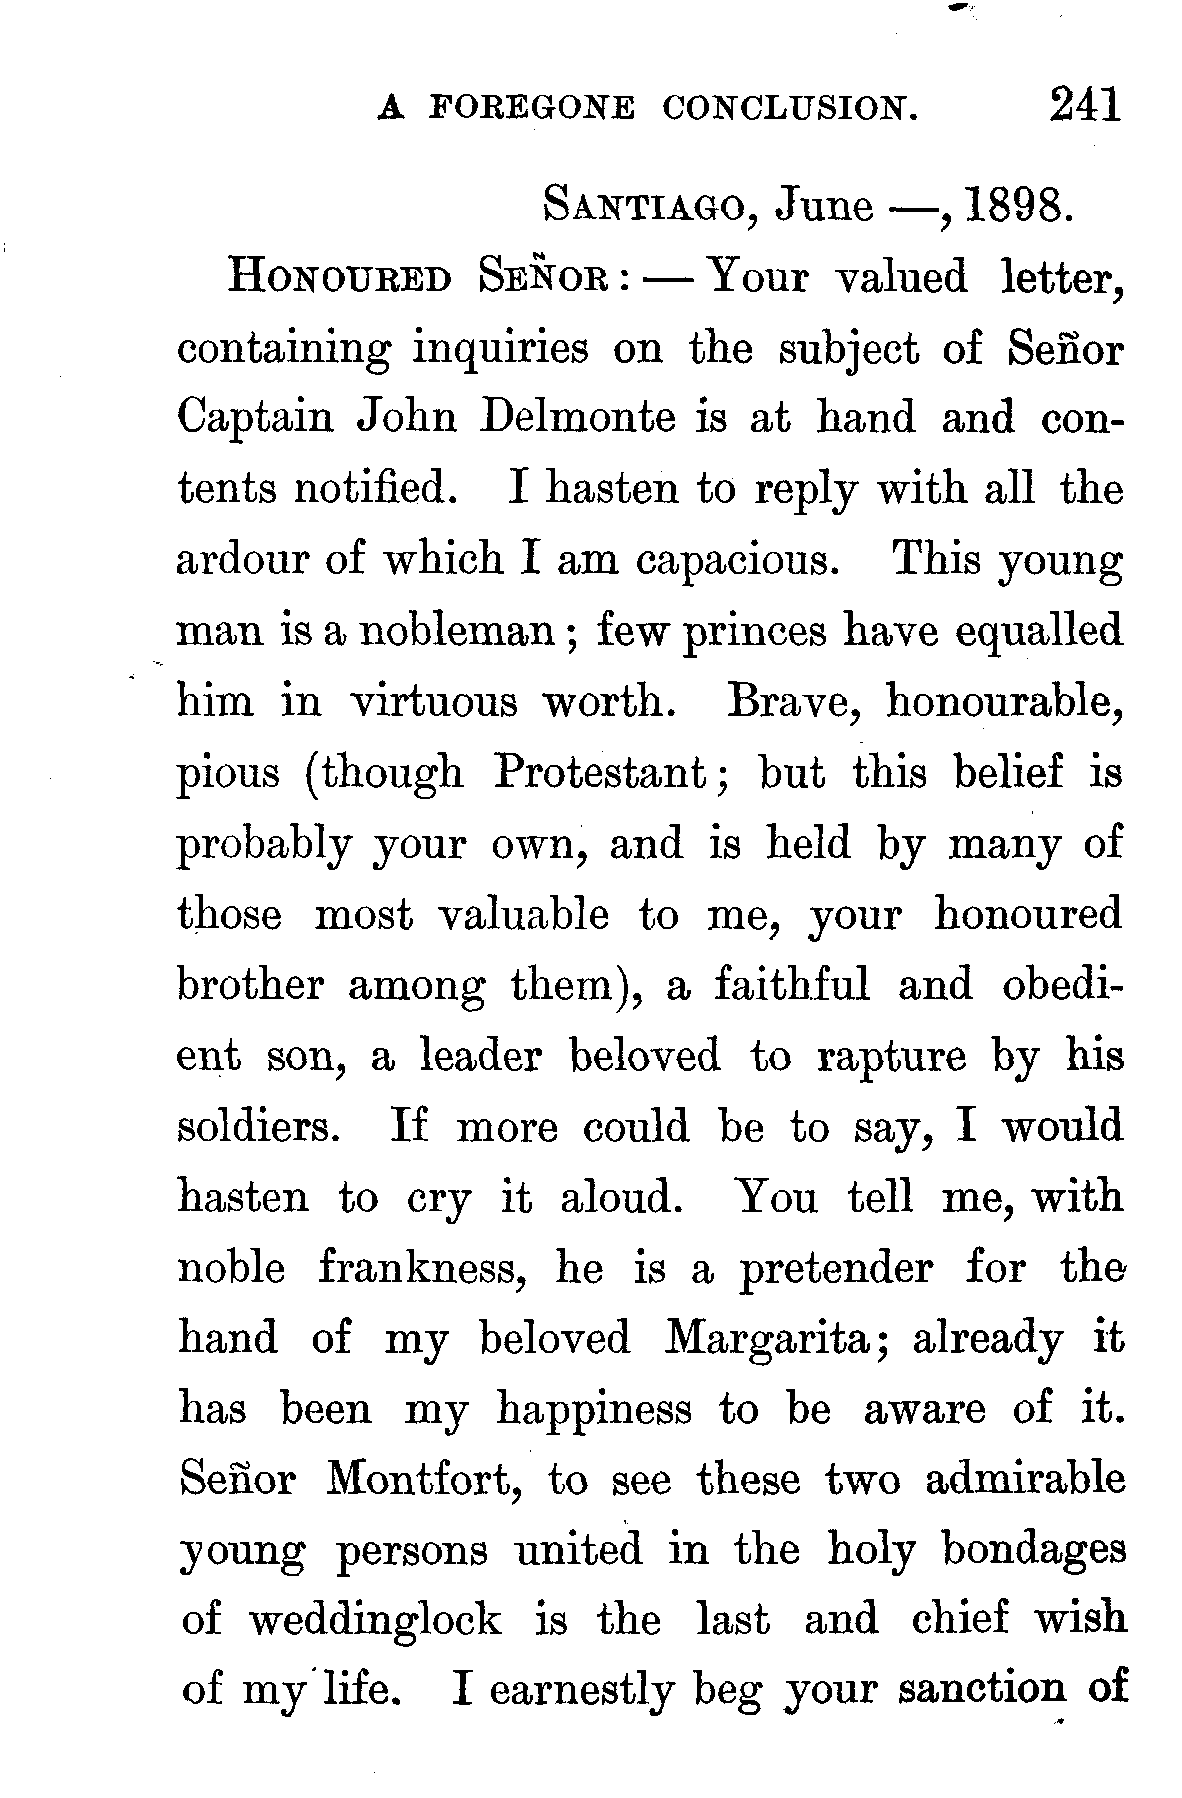 A FOREGONE CONCLUSION. 241
SANTIAGO, June —, 1898.
HONOURED SEÑOR: — Your valued letter,
containing inquiries on the subject of Señor
Captain John Delmonte is at hand and con-
tents notified. I hasten to reply with all the
ardour of which I am capacious. This young
man is a nobleman; few princes have equalled
him in virtuous worth. Brave, honourable,
pious (though Protestant; but this belief is
probably your own, and is held by many of
those most valuable to me, your honoured
brother among them), a faithful and obedi-
ent son, a leader beloved to rapture by his
soldiers. If more could be to say, I would
hasten to cry it aloud. You tell me, with
noble frankness, he is a pretender for the
hand of my beloved Margarita; already it
has been my happiness to be aware of it.
Señor Montfort, to see these two admirable
young persons united in the holy bondages
of weddinglock is the last and chief wish
of my life. I earnestly beg your sanction of